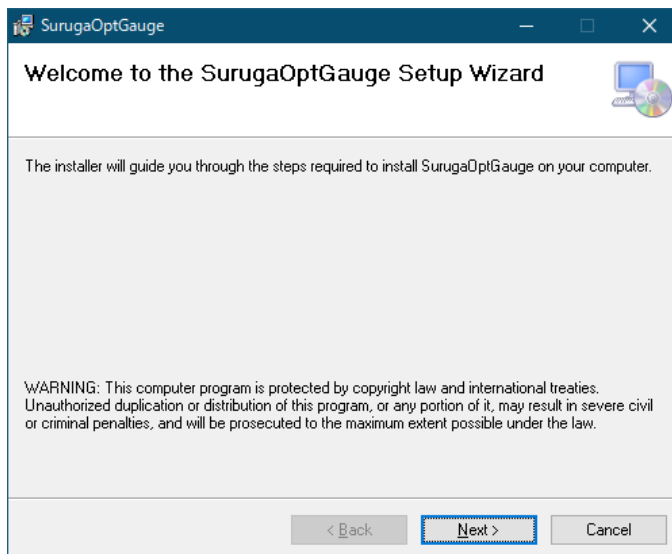 SurugaOptGauge
Welcome to the SurugaOptGauge Setup Wizard
The installer will guide you through the steps required to install SurugaOptGauge on your computer.
WARNING: This computer program is protected by copyright law and international treaties.
Unauthorized duplication or distribution of this program, or any portion of it, may result in severe civil
or criminal penalties, and will be prosecuted to the maximum extent possible under the law.
< Back
Next >
Cancel